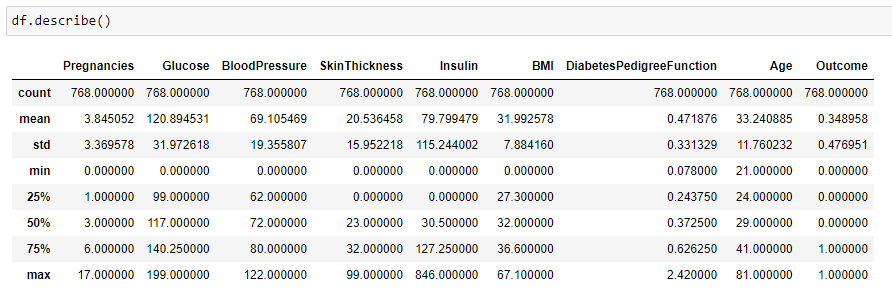 df.describe()
Pregnancies Glucose BloodPressure SkinThickness Insulin BMI DiabetesPedigreeFunction Age Outcome
count 768.000000 768.000000 768.000000 768.000000 768.000000 768.000000 768.000000 768.000000 768.000000
mean 3.845052 120.894531 69.105469 20.536458 79.799479 31.992578 0.471876 33.240885 0.348958
std 3.369578 31.972618 19.355807 15.952218 115.244002 7.884160 0.331329 11.760232 0.476951
min 0.000000 0.000000 0.000000 0.000000 0.000000 0.000000 0.078000 21.000000 0.000000
25% 1.000000 99.000000 62.000000 0.000000 0.000000 27.300000 0.243750 24.000000 0.000000
50% 3.000000 117.000000 72.000000 23.000000 30.500000 32.000000 0.372500 29.000000 0.000000
75% 6.000000 140.250000 80.000000 32.000000 127.250000 36.600000 0.626250 41.000000 1.000000
max 17.000000 199.000000 122.000000 99.000000 846.000000 67.100000 2.420000 81.000000 1.000000